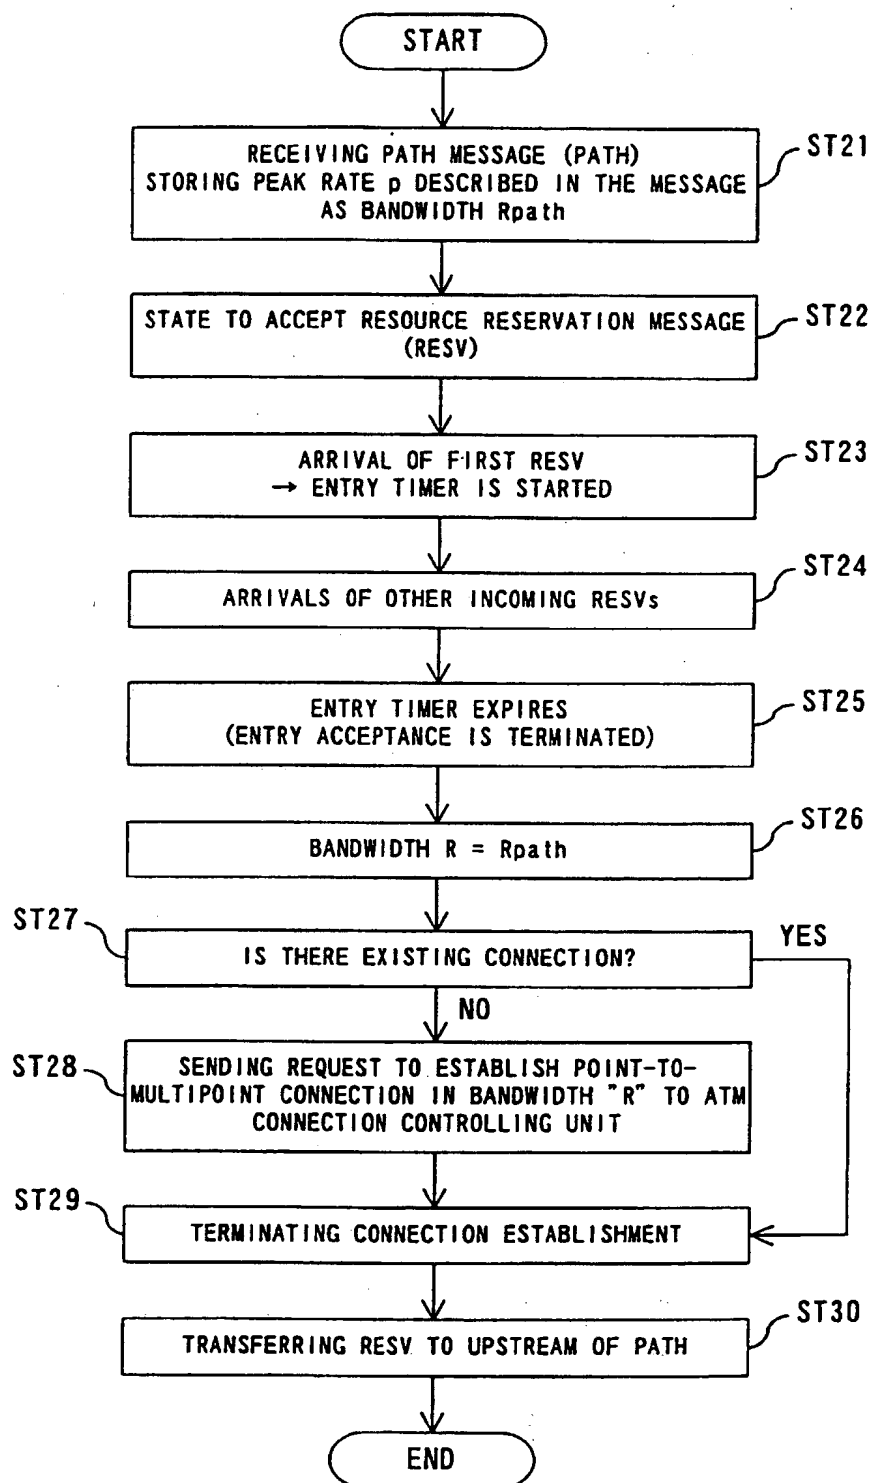 START
RECEIVING PATH MESSAGE (PATH)
STORING PEAK RATE p DESCRIBED IN THE MESSAGE
AS BANDWIDTH Rpath
ST21
STATE TO ACCEPT RESOURCE RESERVATION MESSAGE
(RESV)
ST22
ARRIVAL OF FIRST RESV
→ ENTRY TIMER IS STARTED
ST23
ARRIVALS OF OTHER INCOMING RESVs
ST24
ENTRY TIMER EXPIRES
(ENTRY ACCEPTANCE IS TERMINATED)
ST25
BANDWIDTH R = Rpath
ST26
ST27
IS THERE EXISTING CONNECTION?
YES
NO
ST28
SENDING REQUEST TO ESTABLISH POINT-TO-
MULTIPOINT CONNECTION IN BANDWIDTH "R" TO ATM
CONNECTION CONTROLLING UNIT
ST29
TERMINATING CONNECTION ESTABLISHMENT
TRANSFERRING RESV TO UPSTREAM OF PATH
ST30
END